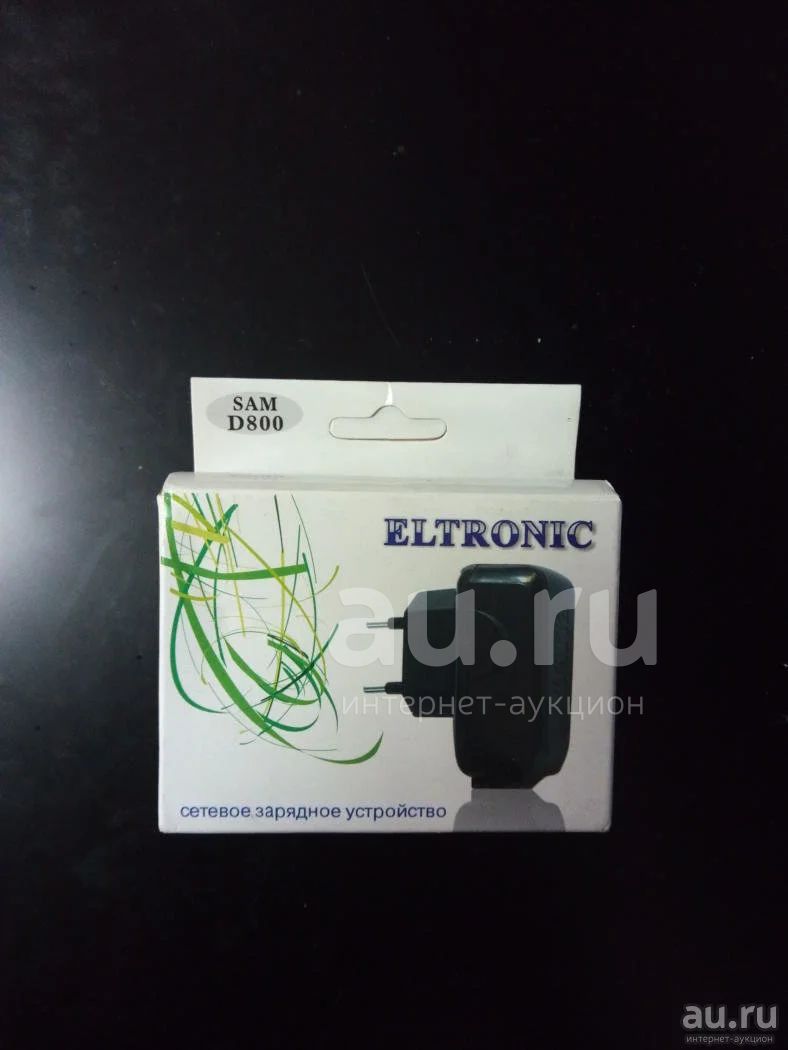 SAM
D800
ELTRONIC
au.ru
интернет-аукцион
сетевое зарядное устройство
au.ru
интернет-аукцион